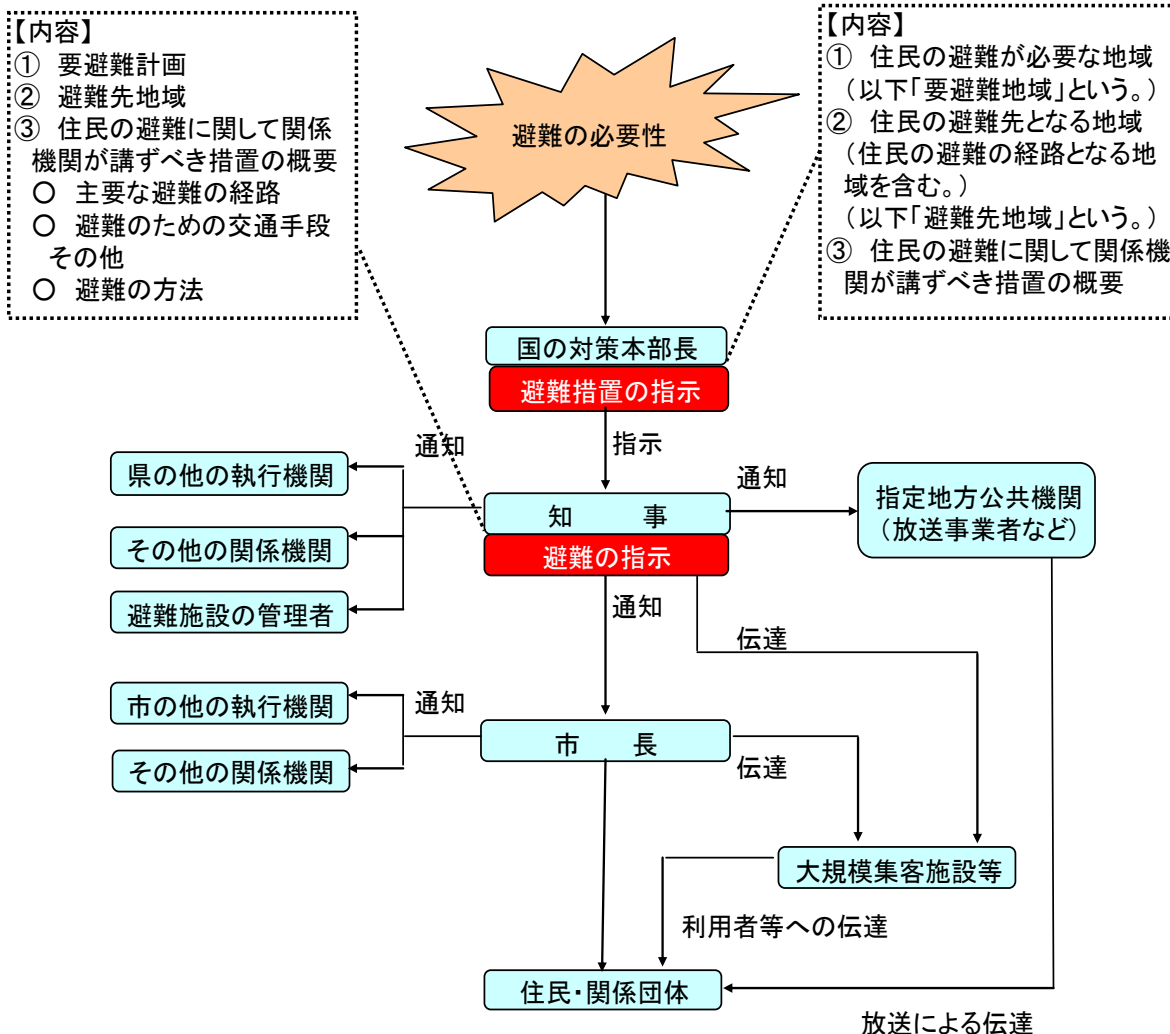 【内容】
① 要避難計画
② 避難先地域
③ 住民の避難に関して関係
機関が講ずべき措置の概要
○ 主要な避難の経路
○ 避難のための交通手段
その他
○ 避難の方法
避難の必要性
【内容】
① 住民の避難が必要な地域
(以下「要避難地域」という。)
② 住民の避難先となる地域
(住民の避難の経路となる地
域を含む。)
(以下「避難先地域」という。)
③ 住民の避難に関して関係機
関が講ずべき措置の概要
国の対策本部長
避難措置の指示
通知
指示
県の他の執行機関
その他の関係機関
避難施設の管理者
知 事
避難の指示
通知
指定地方公共機関
(放送事業者など)
通知
伝達
市の他の執行機関
その他の関係機関
通知
市 長
伝達
大規模集客施設等
利用者等への伝達
住民・関係団体
放送による伝達